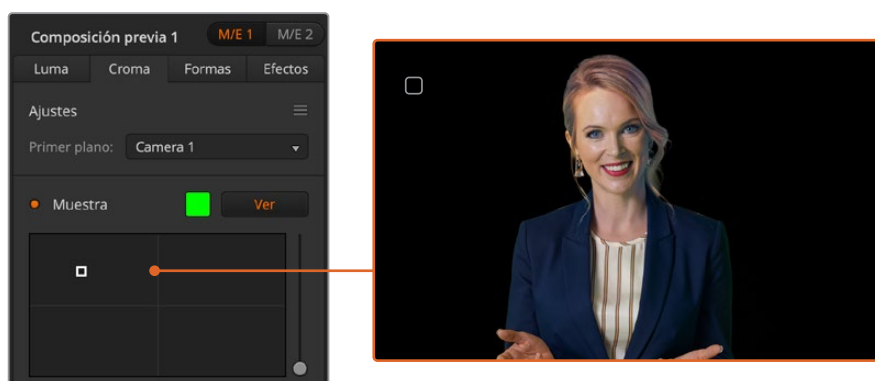 Composición previa 1 M/E 1 M/E 2
Luma Croma Formas Efectos
Ajustes
Primer plano: Camera 1
Muestra Ver